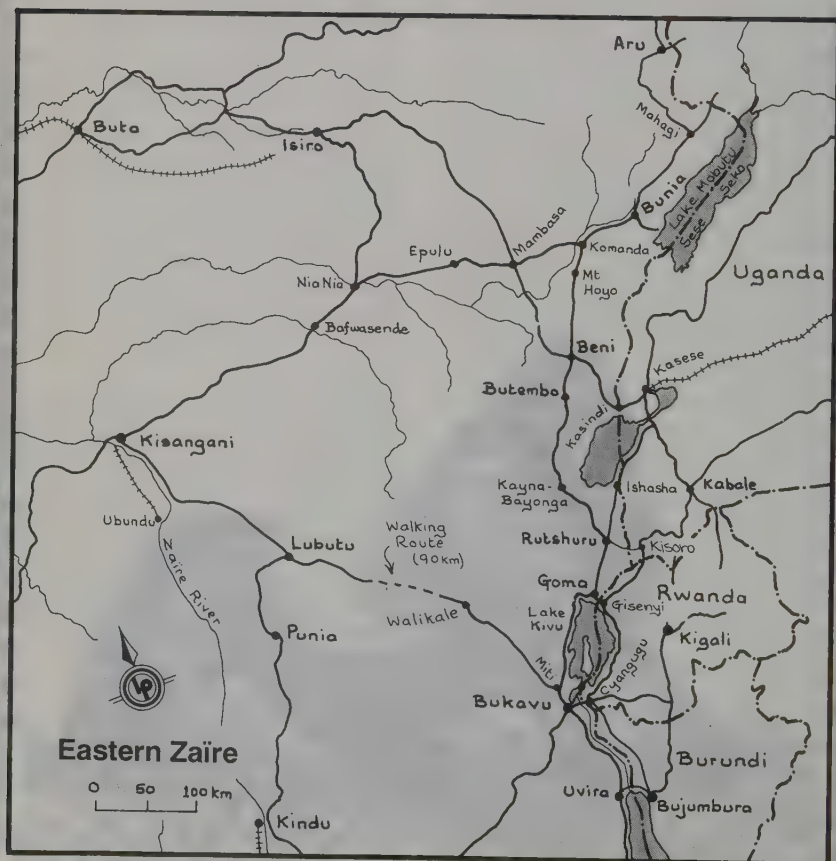 Aru
Mahagi
Buta
Isiro
Lake Mobutu
Sese Seko
Bunia
Mambasa
Epulu
Komanda
Nia Nia
Mt
Hoyo
Uganda
Bafwasende
Beni
Kasese
Butembo
Kasindi
Kisangani
Kayna-
Bayonga
Ishasha
Kabale
Ubundu
Walking
Route
(90km)
Rutshuru
Kisoro
Lubutu
Zaïre River
Goma
Rwanda
Gisenyi
Lake
Kivu
Walikale
Punia
Kigali
Cyangugu
Miti
LP
Bukavu
Eastern Zaïre
Burundi
0 50 100 km
Uvira
Bujumbura
Kindu